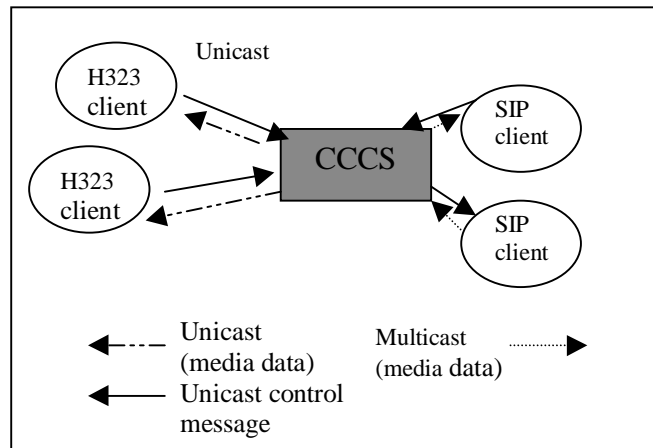 H323
client
Unicast
SIP
client
CCCS
H323
client
SIP
client
Unicast
(media data)
Multicast
(media data)
Unicast control
message